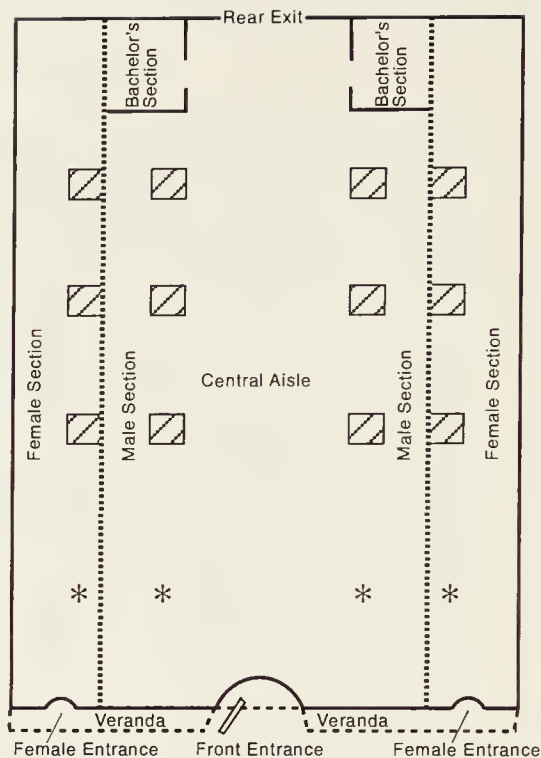 Rear Exit
Bachelor's
Section
Bachelor's
Section
Female Section
Male Section
Central Aisle
Male Section
Female Section
*
*
*
*
Veranda
Veranda
Female Entrance
Front Entrance
Female Entrance